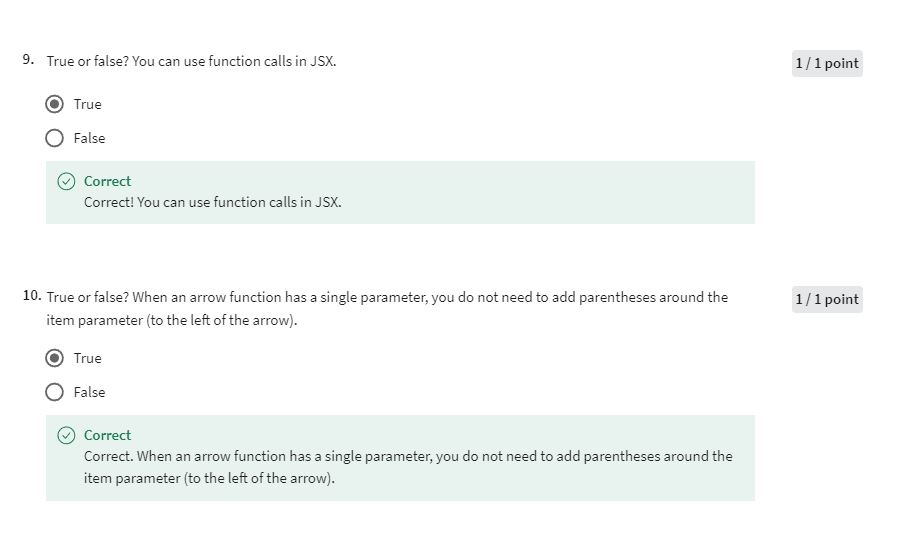 9. True or false? You can use function calls in JSX.
1 / 1 point
True
False
Correct
Correct! You can use function calls in JSX.
10. True or false? When an arrow function has a single parameter, you do not need to add parentheses around the
item parameter (to the left of the arrow).
1 / 1 point
True
False
Correct
Correct. When an arrow function has a single parameter, you do not need to add parentheses around the
item parameter (to the left of the arrow).